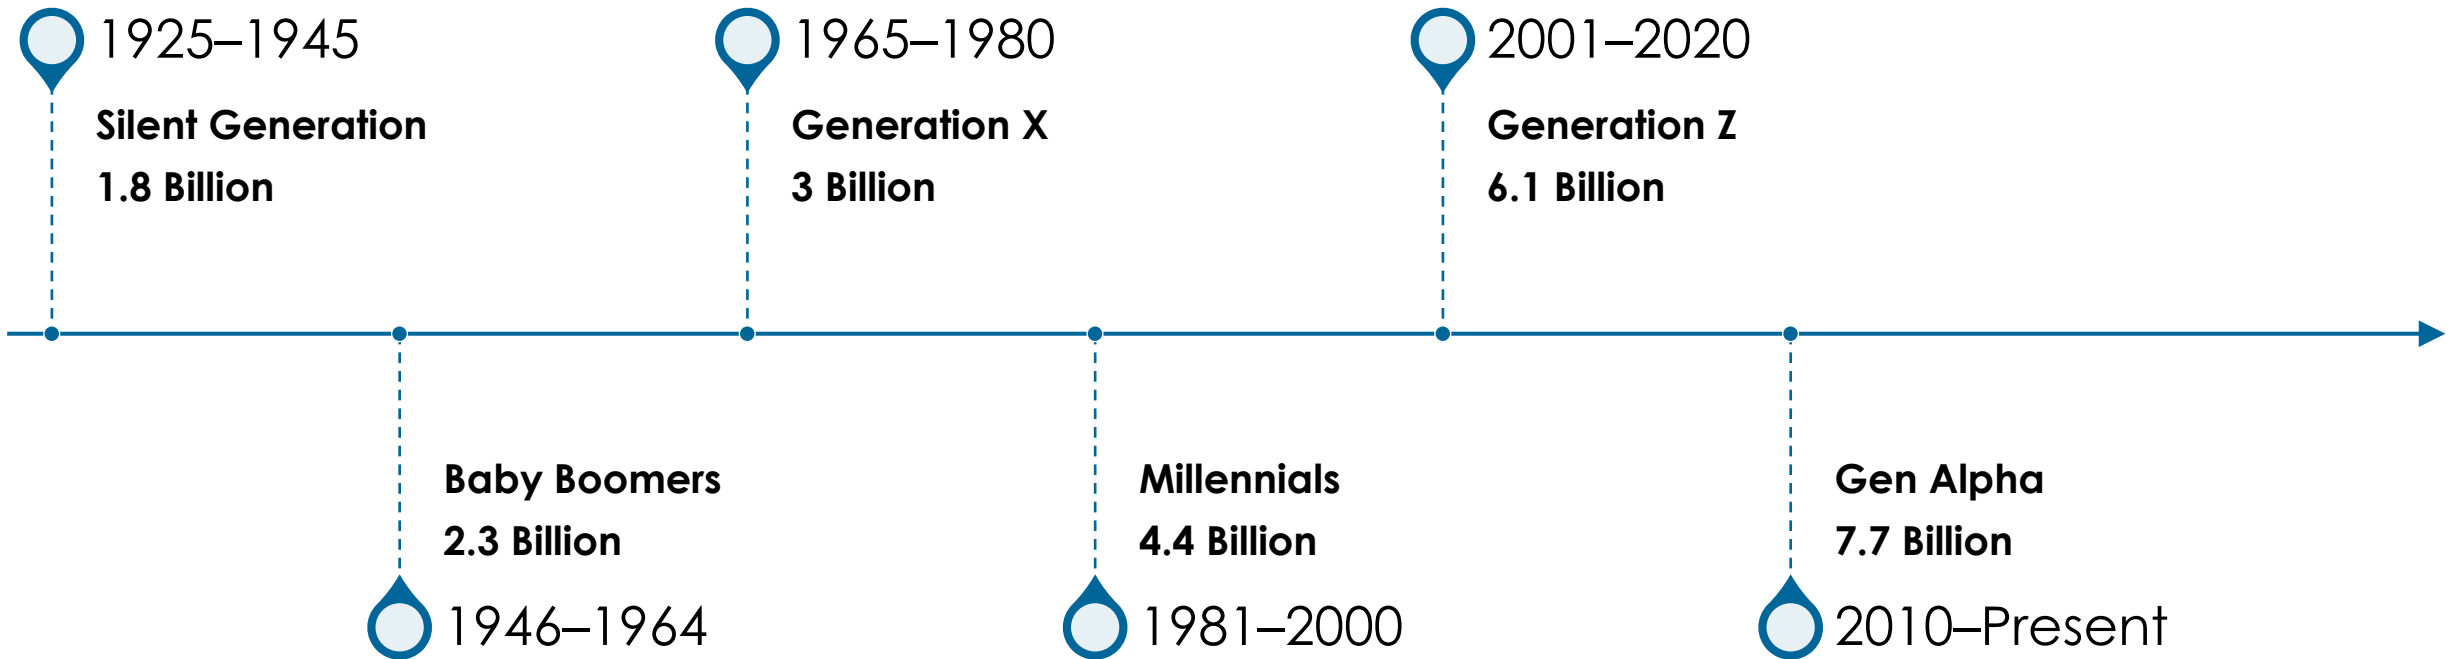 1925–1945
Silent Generation
1.8 Billion
Baby Boomers
2.3 Billion
1946–1964
1965–1980
Generation X
3 Billion
Millennials
4.4 Billion
1981–2000
2001–2020
Generation Z
6.1 Billion
Gen Alpha
7.7 Billion
2010–Present